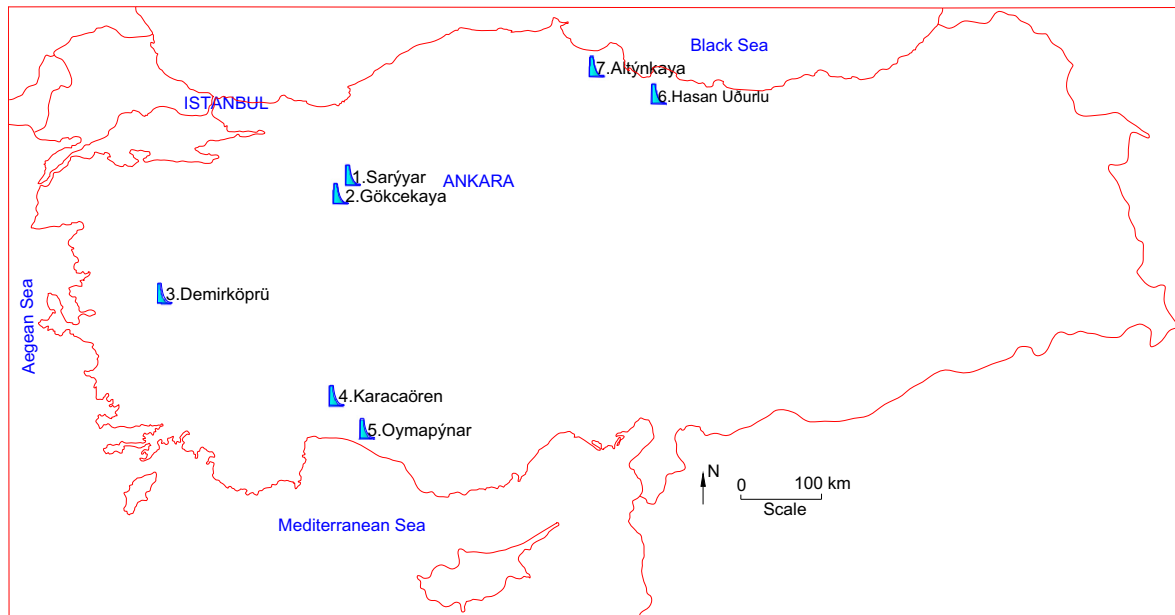 Black Sea
7.Altýnkaya
6.Hasan Uðurlu
ISTANBUL
1.Sarýyar
ANKARA
2.Gökcekaya
Aegean Sea
3.Demirköprü
4.Karacaören
5.Oymapýnar
N
0 100 km
Scale
Mediterranean Sea